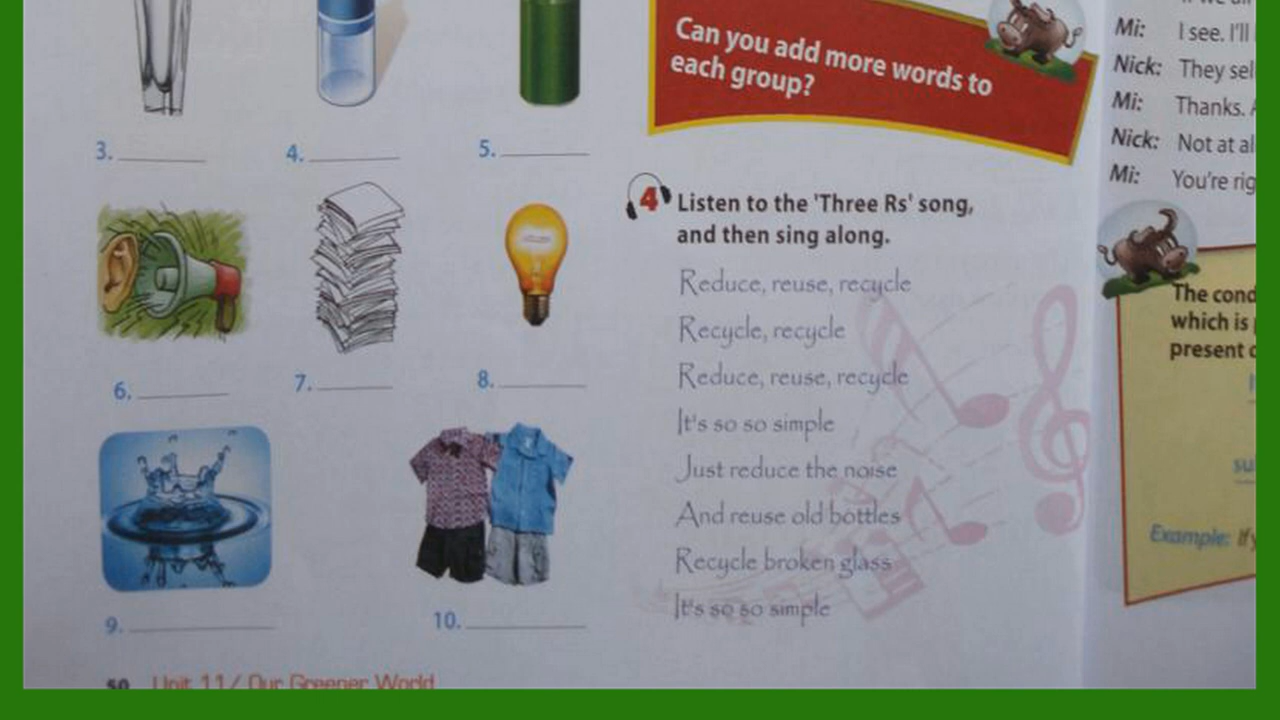 3.
4.
5.
6.
7.
8.
9.
10.
50 Unit 11/ Our Greener World
Can you add more words to
each group?
4 Listen to the 'Three Rs' song,
and then sing along.
Reduce, reuse, recycle
Recycle, recycle
Reduce, reuse, recycle
It's so so simple
Just reduce the noise
And reuse old bottles
Recycle broken glass
It's so so simple
Mi: I see. I'll
Nick: They sel
Mi: Thanks.
Nick: Not at al
Mi: You're rig
The cond
which is
present c
su
Example: If y